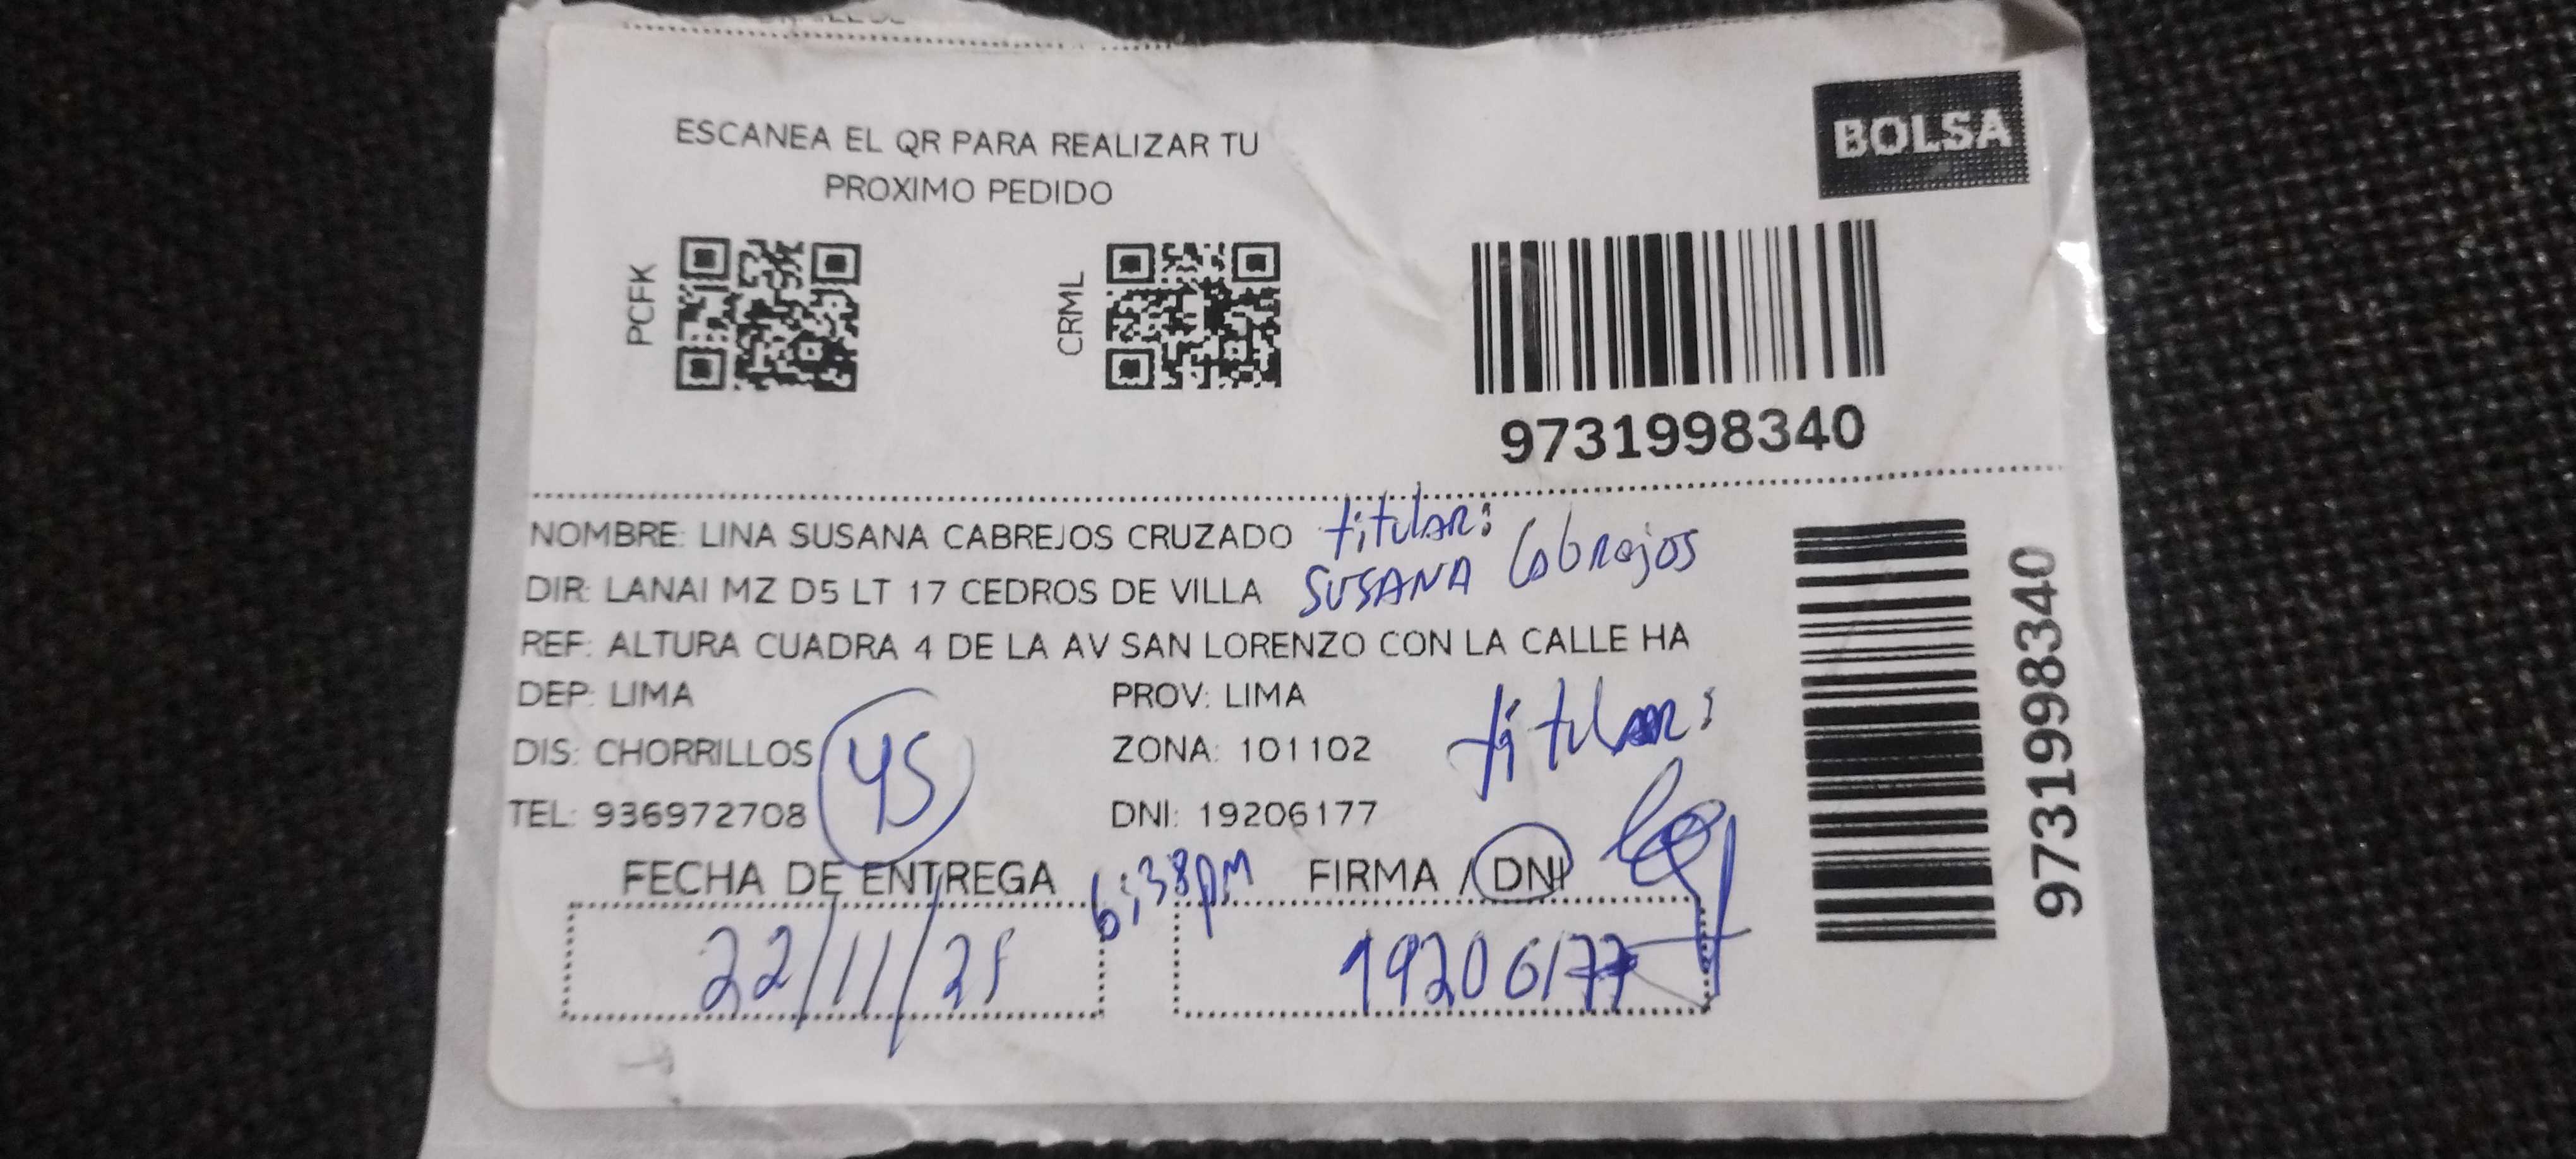 BOLSA
ESCANEA EL QR PARA REALIZAR TU
PROXIMO PEDIDO
PCFK
CRML
9731998340
NOMBRE: LINA SUSANA CABREJOS CRUZADO titular:
DIR: LANAI MZ D5 LT 17 CEDROS DE VILLA SUSANA Cabrejos
REF: ALTURA CUADRA 4 DE LA AV SAN LORENZO CON LA CALLE HA
DEP: LIMA PROV: LIMA titular:
DIS: CHORRILLOS 45 ZONA: 101102
TEL: 936972708 DNI: 19206177
FECHA DE ENTREGA 6:38pm FIRMA / DNI
22/11/25 19206177
9731998340